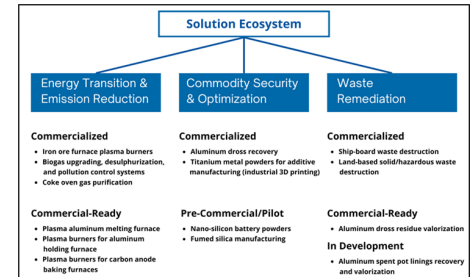 Solution Ecosystem
Energy Transition &
Emission Reduction
Commercialized
• Iron ore furnace plasma burners
• Biogas upgrading, desulphurization,
and pollution control systems
• Coke oven gas purification
Commercial-Ready
• Plasma aluminum melting furnace
• Plasma burners for aluminum
holding furnace
• Plasma burners for carbon anode
baking furnaces
Commodity Security
& Optimization
Commercialized
• Aluminum dross recovery
• Titanium metal powders for additive
manufacturing (industrial 3D printing)
Pre-Commercial/Pilot
• Nano-silicon battery powders
• Fumed silica manufacturing
Waste
Remediation
Commercialized
• Ship-board waste destruction
• Land-based solid/hazardous waste
destruction
Commercial-Ready
• Aluminum dross residue valorization
In Development
• Aluminum spent pot linings recovery
and valorization